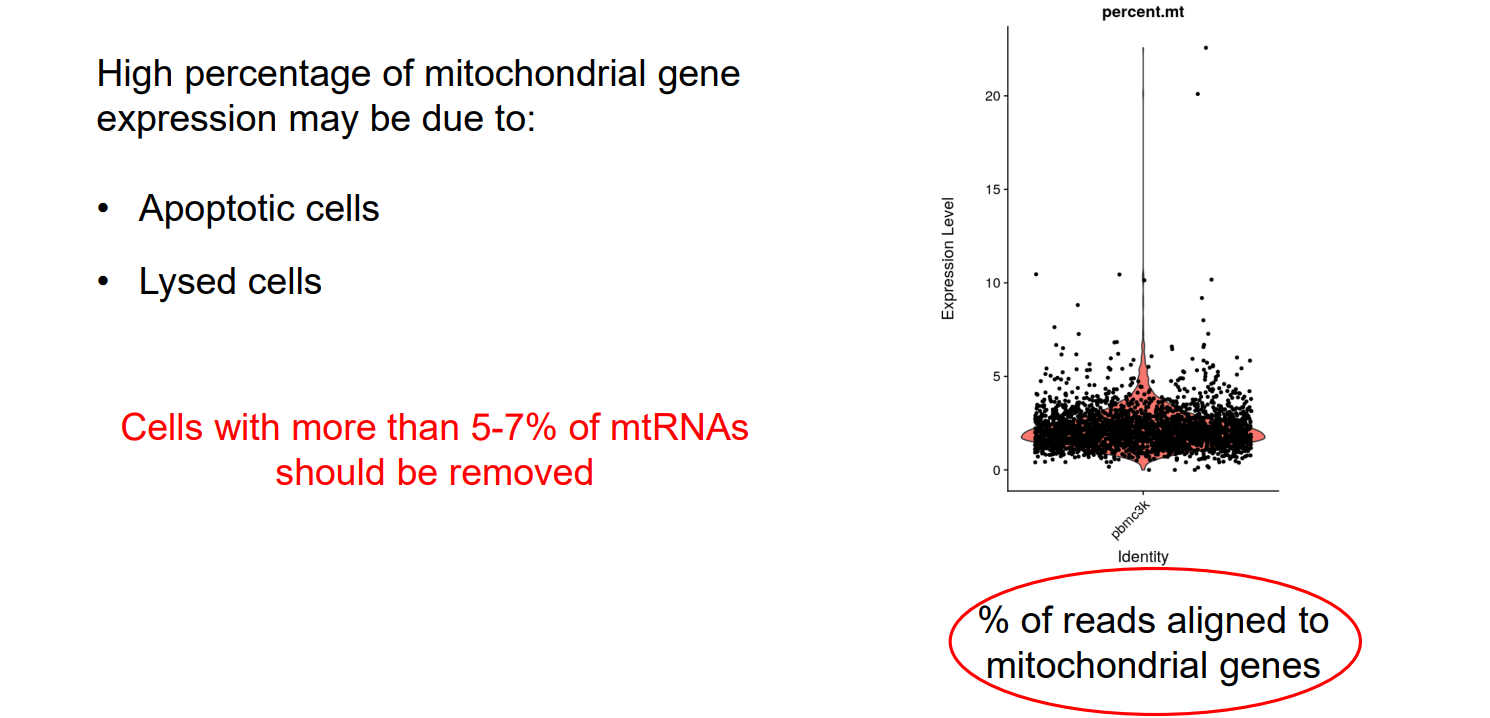 High percentage of mitochondrial gene
expression may be due to:
• Apoptotic cells
• Lysed cells
Cells with more than 5-7% of mtRNAs
should be removed
percent.mt
Expression Level
20
15
10
5
0
pbmc3k
Identity
% of reads aligned to
mitochondrial genes